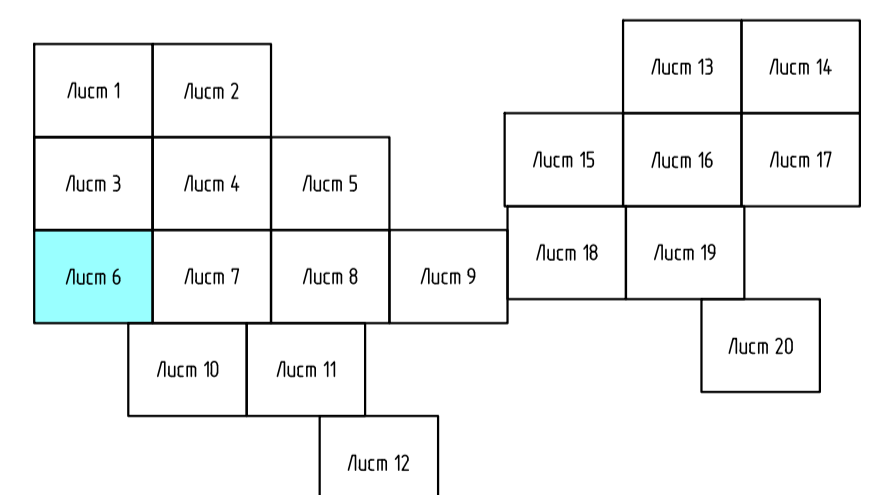 Лист 1
Лист 2
Лист 3
Лист 4
Лист 5
Лист 6
Лист 7
Лист 8
Лист 9
Лист 10
Лист 11
Лист 12
Лист 13
Лист 14
Лист 15
Лист 16
Лист 17
Лист 18
Лист 19
Лист 20